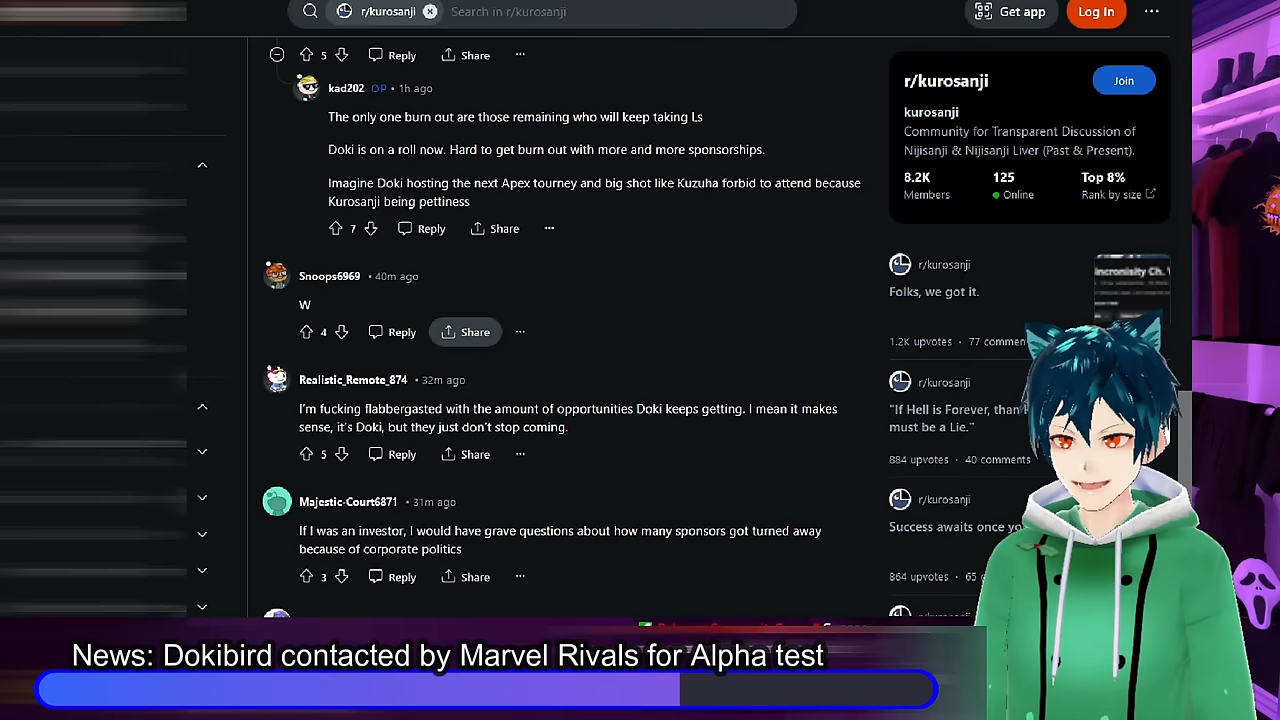 r/kurosanji
Search in r/kurosanji
Get app
Log In
5
Reply
Share
kad202 OP • 1h ago
The only one burn out are those remaining who will keep taking Ls
Doki is on a roll now. Hard to get burn out with more and more sponsorships.
Imagine Doki hosting the next Apex tourney and big shot like Kuzuha forbid to attend because
Kurosanji being pettiness
7
Reply
Share
Snoops6969 • 40m ago
W
4
Reply
Share
Realistic_Remote_874 • 32m ago
I'm fucking flabbergasted with the amount of opportunities Doki keeps getting. I mean it makes
sense, it's Doki, but they just don't stop coming.
5
Reply
Share
Majestic-Court6871 • 31m ago
If I was an investor, I would have grave questions about how many sponsors got turned away
because of corporate politics
3
Reply
Share
r/kurosanji
Join
kurosanji
Community for Transparent Discussion of
Nijisanji & Nijisanji Liver (Past & Present).
8.2K
125
Top 8%
Members
Online
Rank by size
r/kurosanji
Folks, we got it.
1.2K upvotes • 77 commen
r/kurosanji
"If Hell is Forever, than
must be a Lie."
884 upvotes • 40 comments
r/kurosanji
Success awaits once yo
864 upvotes • 65
News: Dokibird contacted by Marvel Rivals for Alpha test